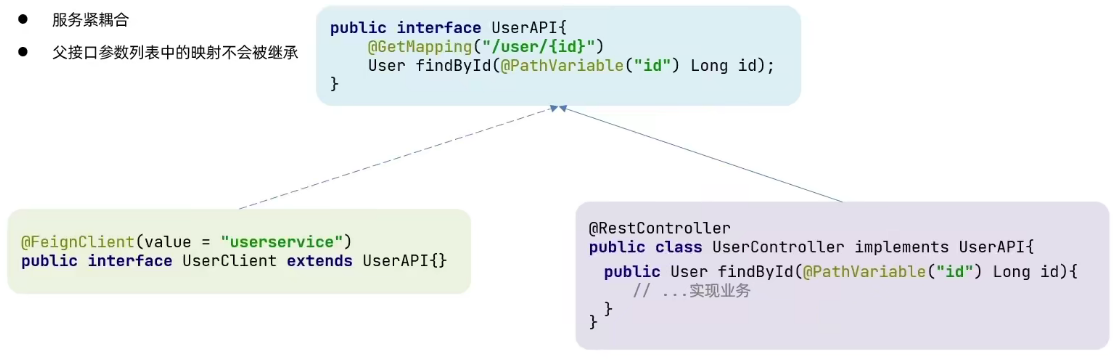 服务紧耦合
父接口参数列表中的映射不会被继承
public interface UserAPI{
    @GetMapping("/user/{id}")
    User findById(@PathVariable("id") Long id);
}
@FeignClient(value = "userservice")
public interface UserClient extends UserAPI{}
@RestController
public class UserController implements UserAPI{
  public User findById(@PathVariable("id") Long id){
     // ...实现业务
  }
}